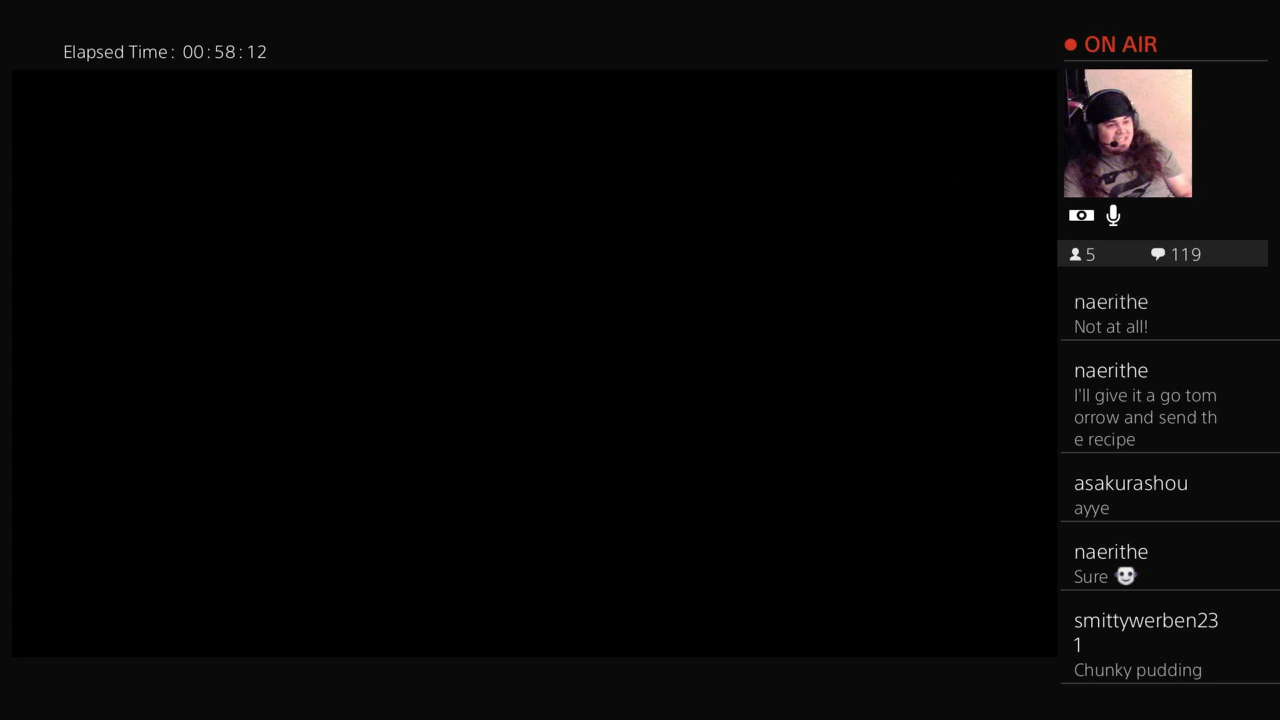 Elapsed Time: 00:58:12
ON AIR
5 119
naerithe
Not at all!
naerithe
I'll give it a go tom
orrow and send th
e recipe
asakurashou
ayye
naerithe
Sure
smittywerben23
1
Chunky pudding